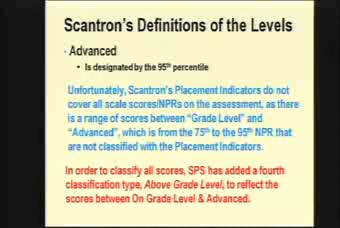 Scantron's Definitions of the Levels
· Advanced
• Is designated by the 95th percentile
Unfortunately, Scantron's Placement Indicators do not
cover all scale scores/NPRs on the assessment, as there
is a range of scores between "Grade Level" and
"Advanced", which is from the 75th to the 95th NPR that
are not classified with the Placement Indicators.
In order to classify all scores, SPS has added a fourth
classification type, Above Grade Level, to reflect the
scores between On Grade Level & Advanced.